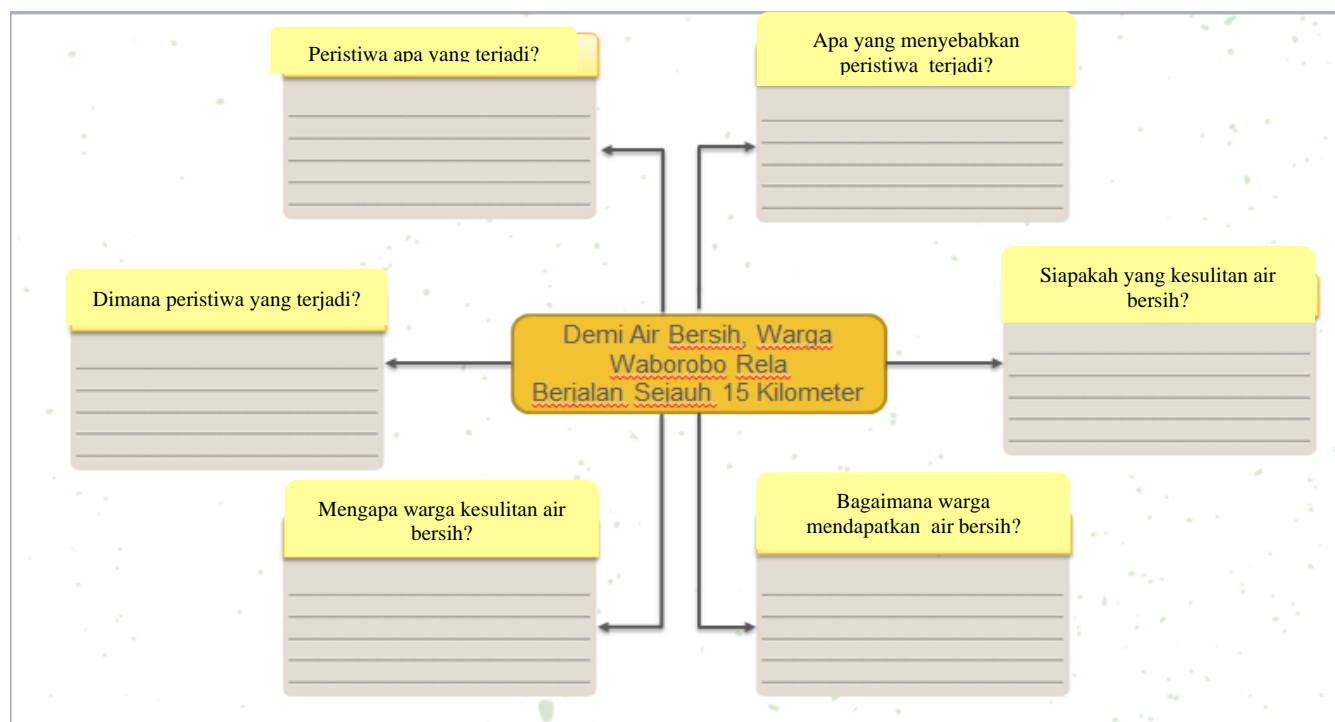 Peristiwa apa yang terjadi?
Apa yang menyebabkan
peristiwa terjadi?
Dimana peristiwa yang terjadi?
Siapakah yang kesulitan air
bersih?
Demi Air Bersih, Warga
Waborobo Rela
Berjalan Sejauh 15 Kilometer
Mengapa warga kesulitan air
bersih?
Bagaimana warga
mendapatkan air bersih?